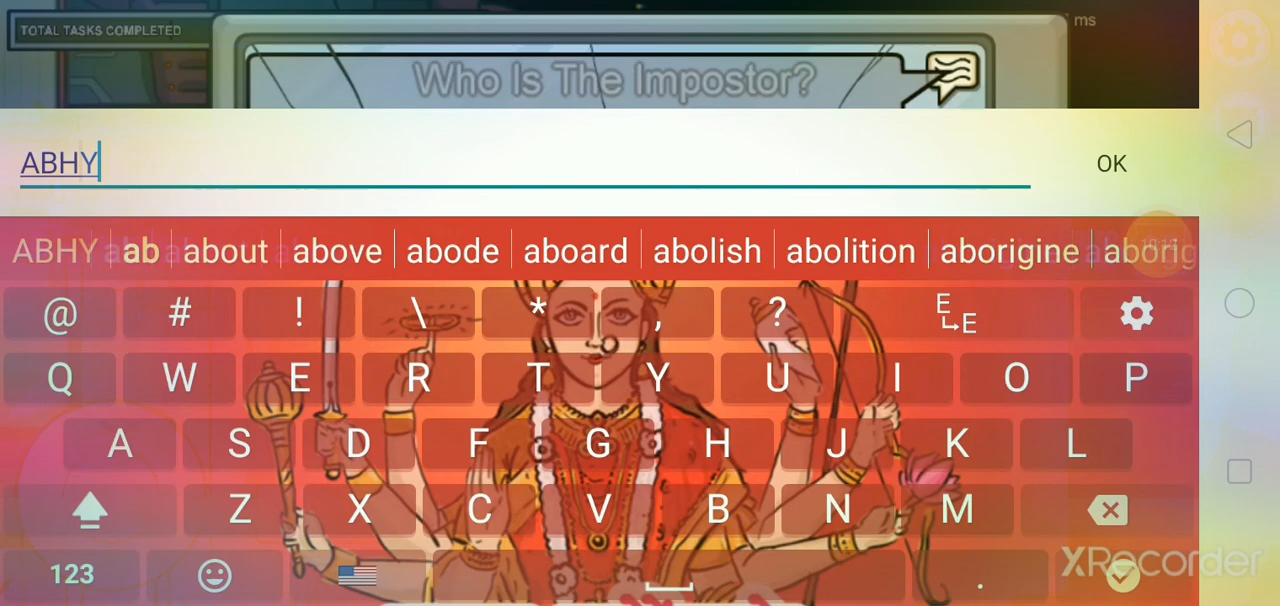 TOTAL TASKS COMPLETED
ms
Who Is The Impostor?
ABHY
OK
ABHY ab about above abode aboard abolish abolition aborigine aborig
@ # ! \ * , ? E E
Q W E R T Y U I O P
A S D F G H J K L
Z X C V B N M
123 .
XRecorder